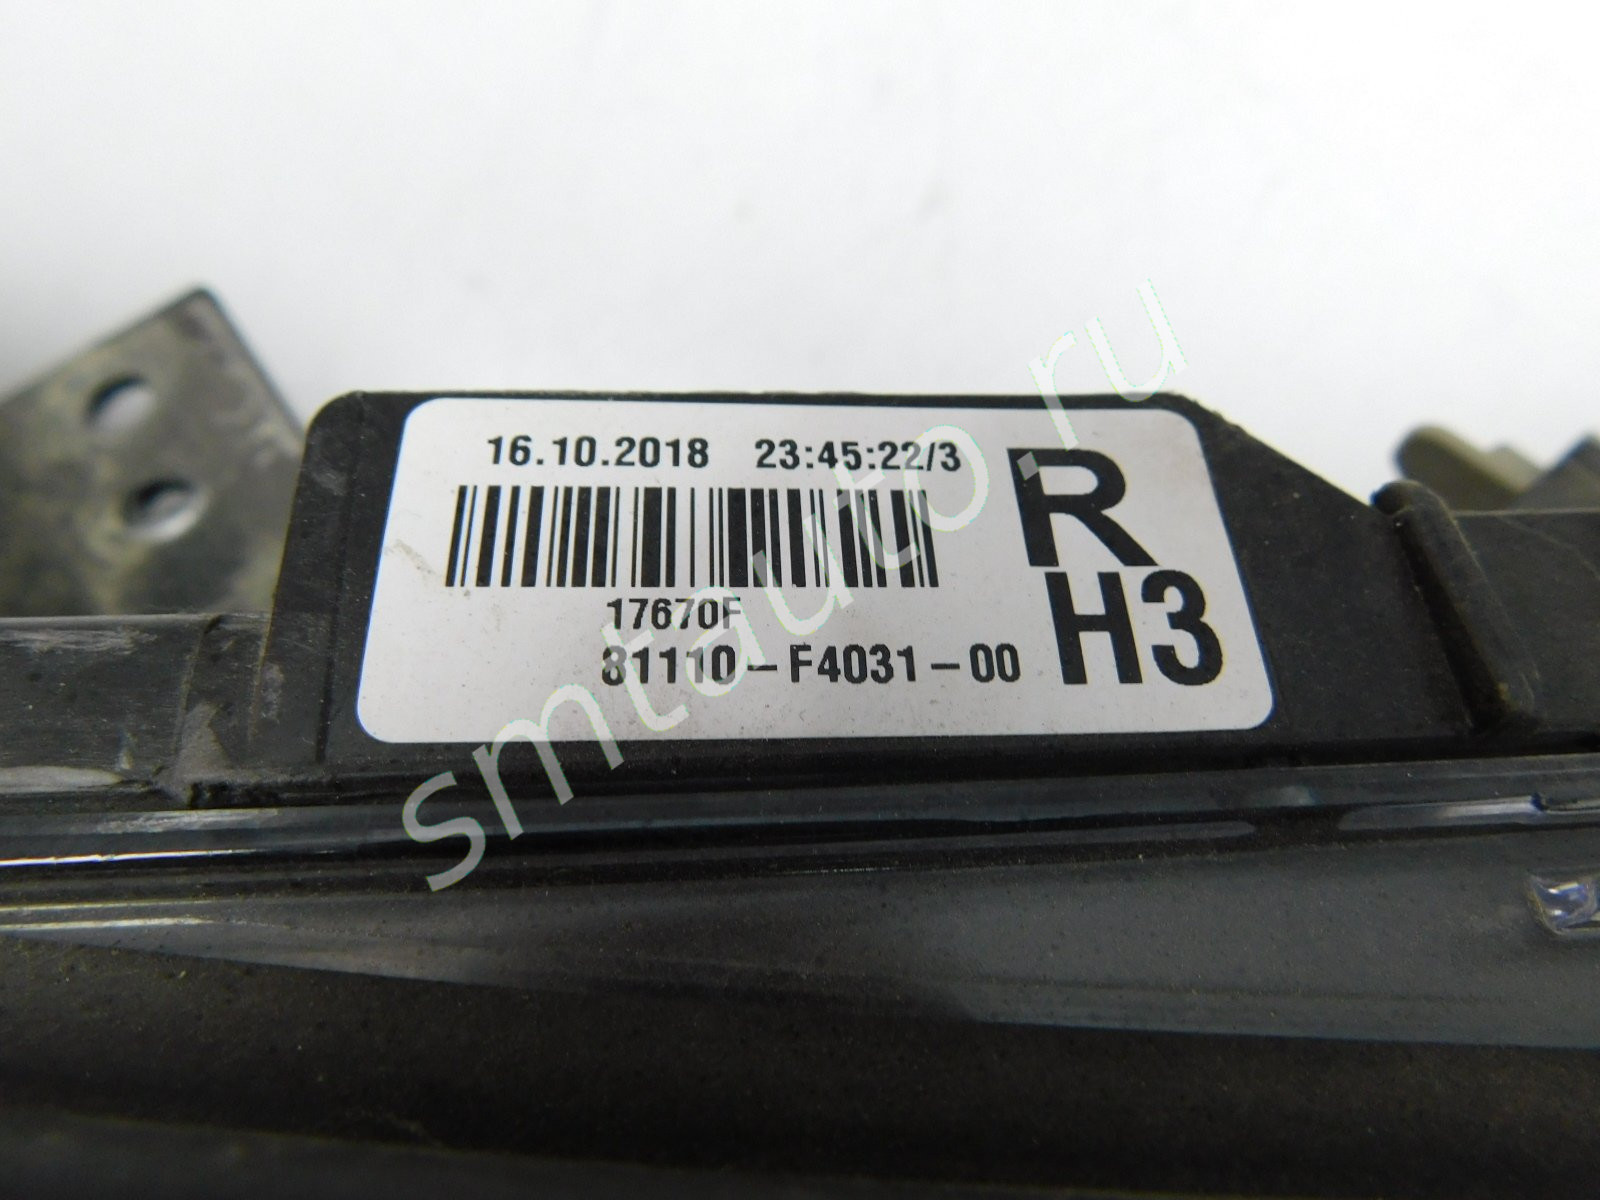 16.10.2018 23:45:22/3
R
H3
17670F
81110-F4031-00
smtauto.ru